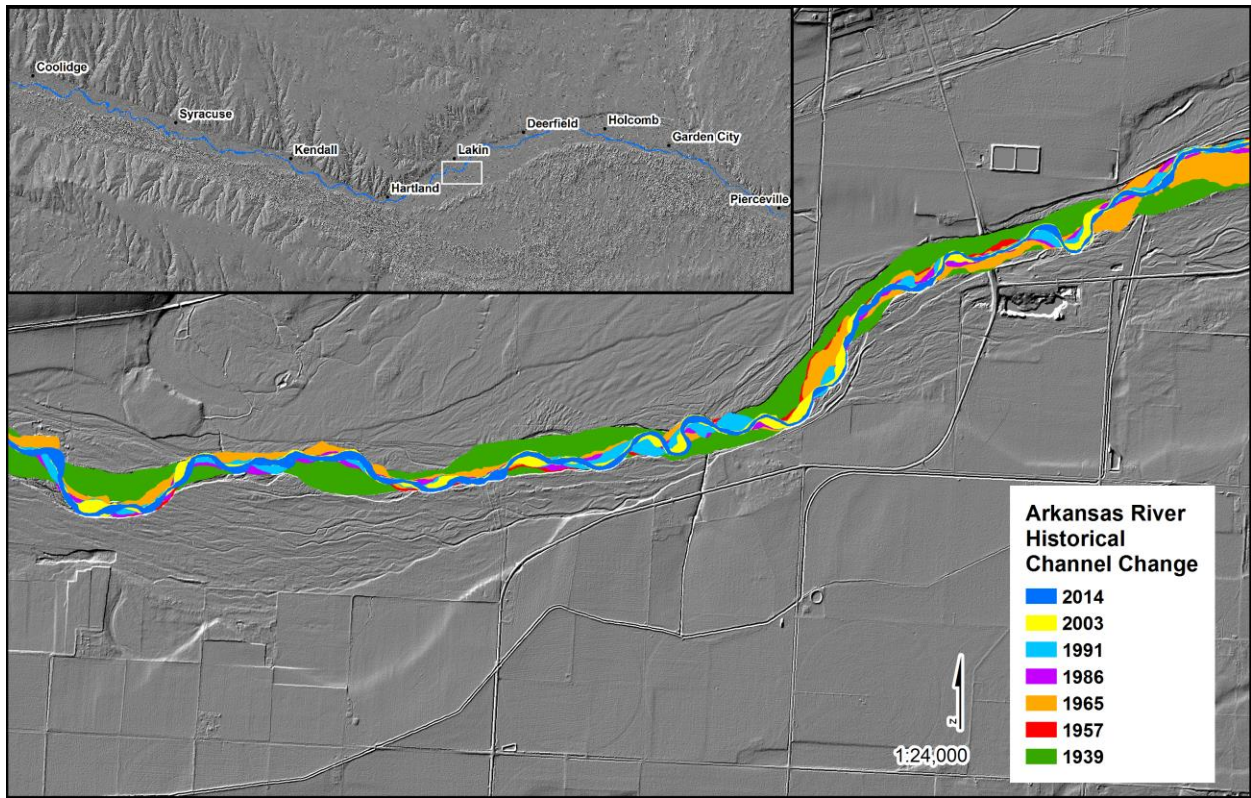 Coolidge
Syracuse
Kendall
Hartland
Lakin
Deerfield
Holcomb
Garden City
Pierceville
Arkansas River
Historical
Channel Change
2014
2003
1991
1986
1965
1957
1939
N
1:24,000